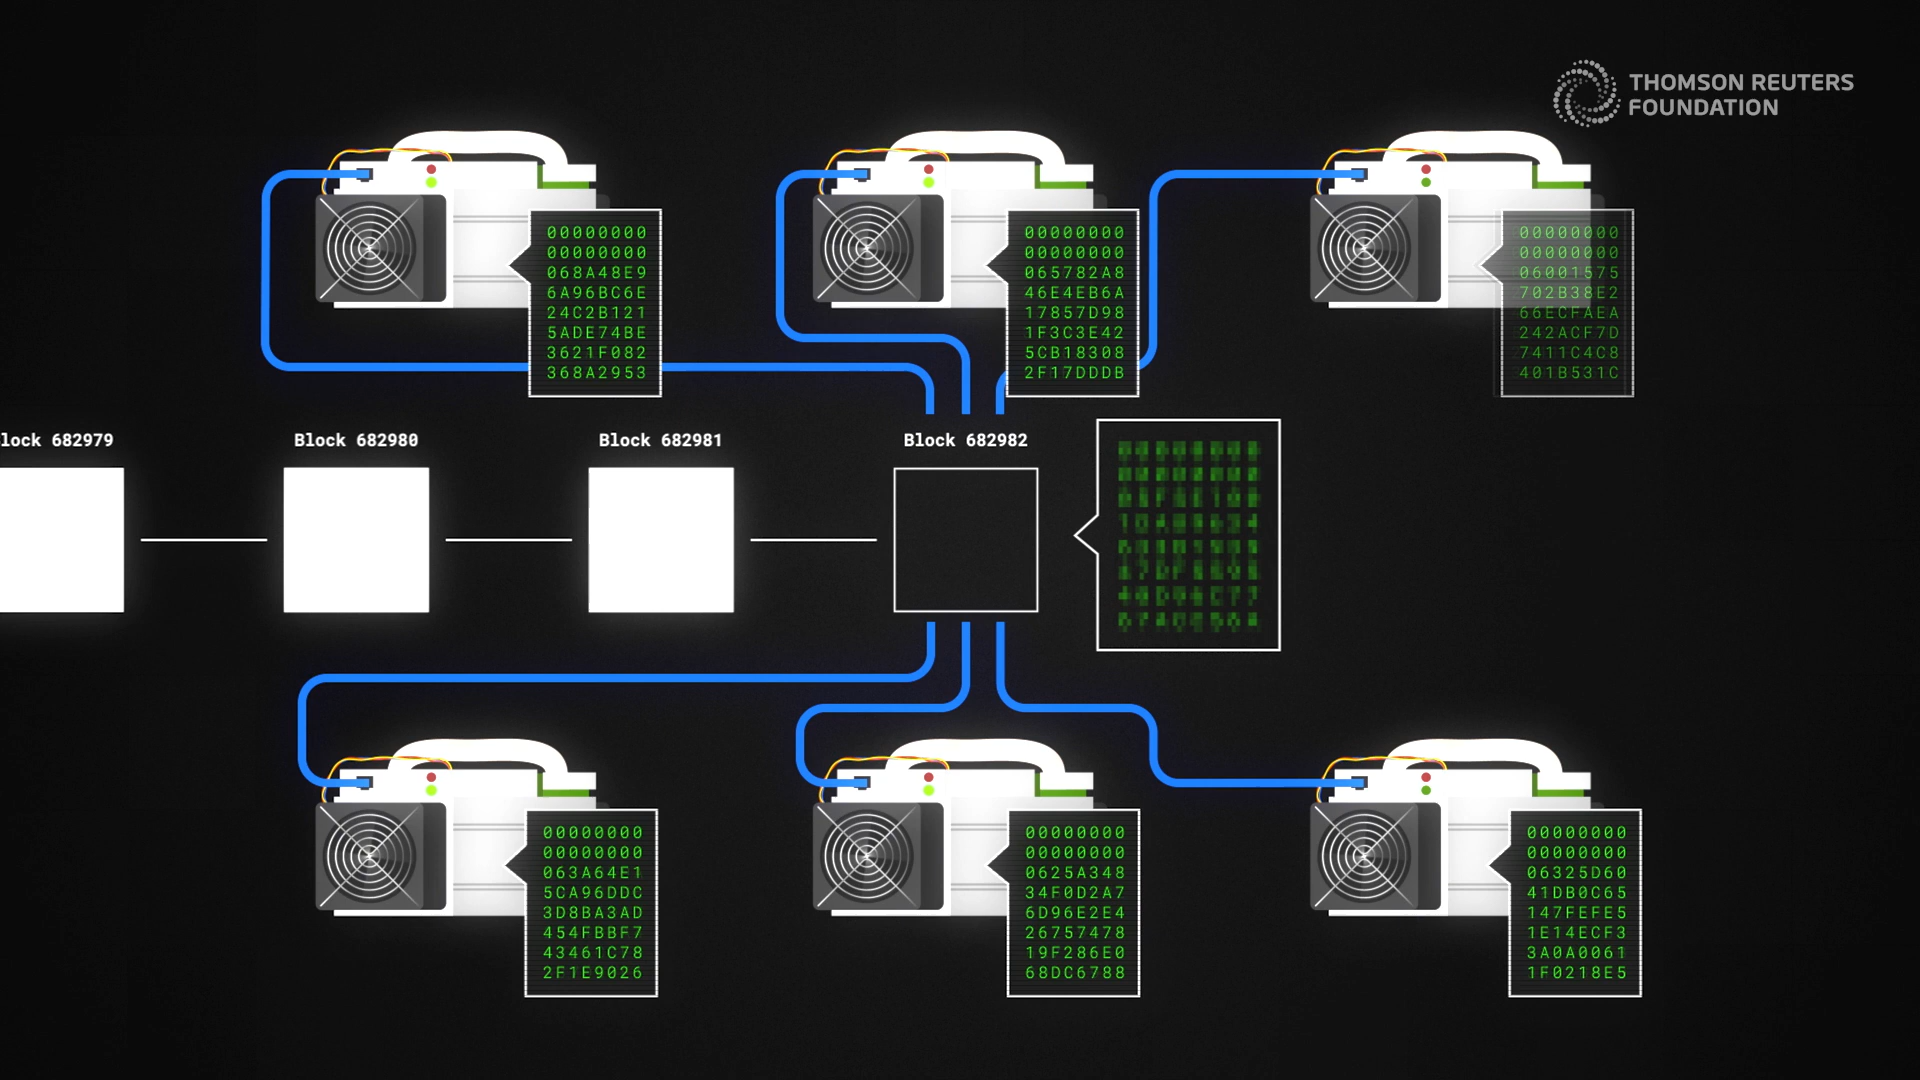 THOMSON REUTERS
FOUNDATION
00000000
00000000
068A48E9
6A96BC6E
24C2B121
5ADE74BE
3621F082
368A2953
00000000
00000000
065782A8
46E4EB6A
17857D98
1F3C3E42
5CB18308
2F17DDDB
00000000
00000000
06001575
702B38E2
66ECFAEA
242ACF7D
7411C4C8
401B531C
lock 682979
Block 682980
Block 682981
Block 682982
00000000
00000000
063A64E1
5CA96DDC
3D8BA3AD
454FBBF7
43461C78
2F1E9026
00000000
00000000
0625A348
34F0D2A7
6D96E2E4
26757478
19F286E0
68DC6788
00000000
00000000
06325D60
41DB0C65
147FEFE5
1E14ECF3
3A0A0061
1F0218E5